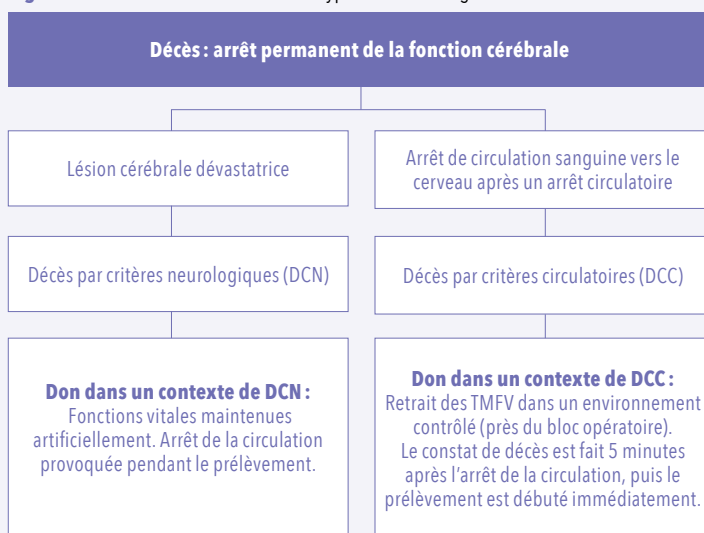 Décès : arrêt permanent de la fonction cérébrale
Lésion cérébrale dévastatrice
Arrêt de circulation sanguine vers le
cerveau après un arrêt circulatoire
Décès par critères neurologiques (DCN)
Décès par critères circulatoires (DCC)
Don dans un contexte de DCN :
Fonctions vitales maintenues
artificiellement. Arrêt de la circulation
provoquée pendant le prélèvement.
Don dans un contexte de DCC :
Retrait des TMFV dans un environnement
contrôlé (près du bloc opératoire).
Le constat de décès est fait 5 minutes
après l’arrêt de la circulation, puis le
prélèvement est débuté immédiatement.